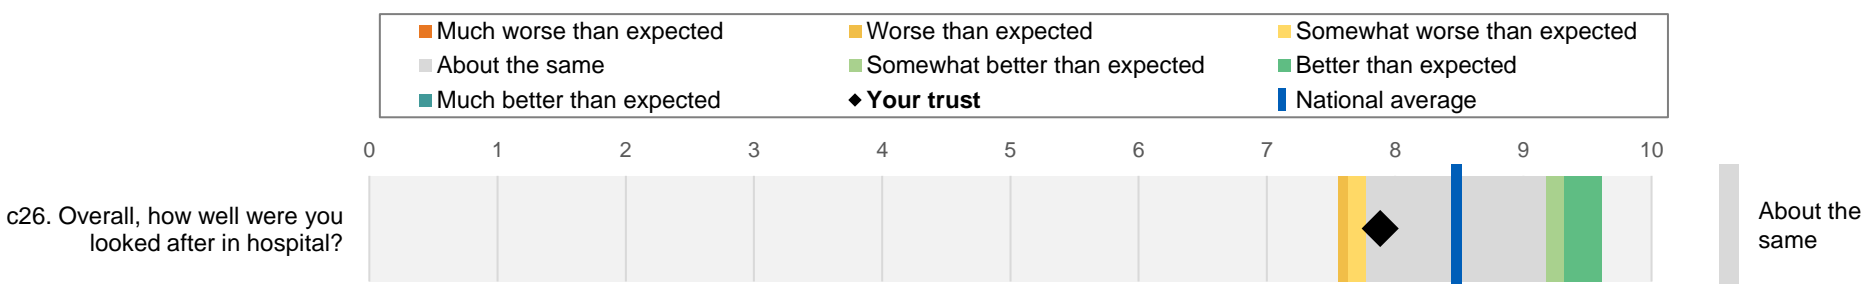 Much worse than expected
Worse than expected
Somewhat worse than expected
About the same
Somewhat better than expected
Better than expected
Much better than expected
Your trust
National average
0 1 2 3 4 5 6 7 8 9 10
c26. Overall, how well were you
looked after in hospital?
About the
same